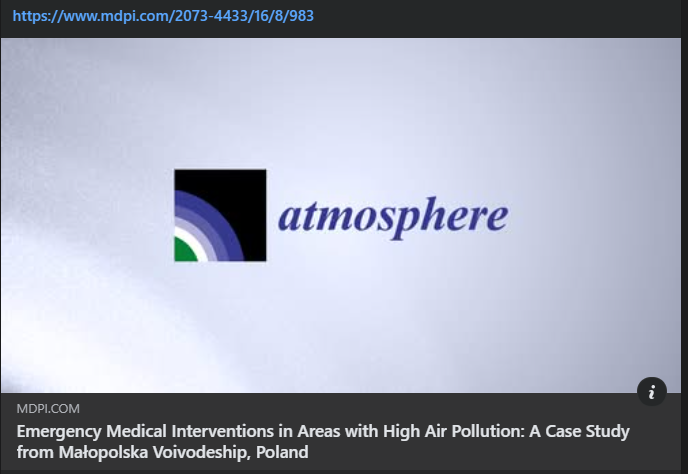 https://www.mdpi.com/2073-4433/16/8/983
atmosphere
i
MDPI.COM
Emergency Medical Interventions in Areas with High Air Pollution: A Case Study
from Małopolska Voivodeship, Poland